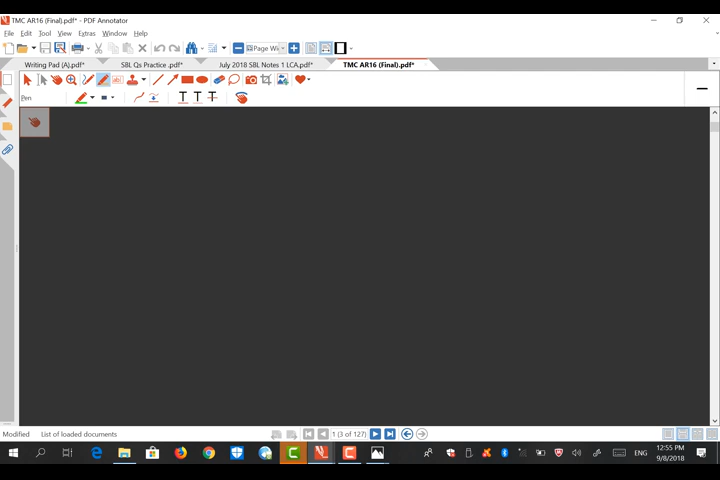 TMC AR16 (Final).pdf* - PDF Annotator
File Edit Tool View Extras Window Help
Page Wi
Writing Pad (A).pdf* SBL Qs Practice .pdf* July 2018 SBL Notes 1 LCA.pdf* TMC AR16 (Final).pdf*
Pen
1 (3 of 127)
Modified List of loaded documents
ENG
12:55 PM
9/8/2018